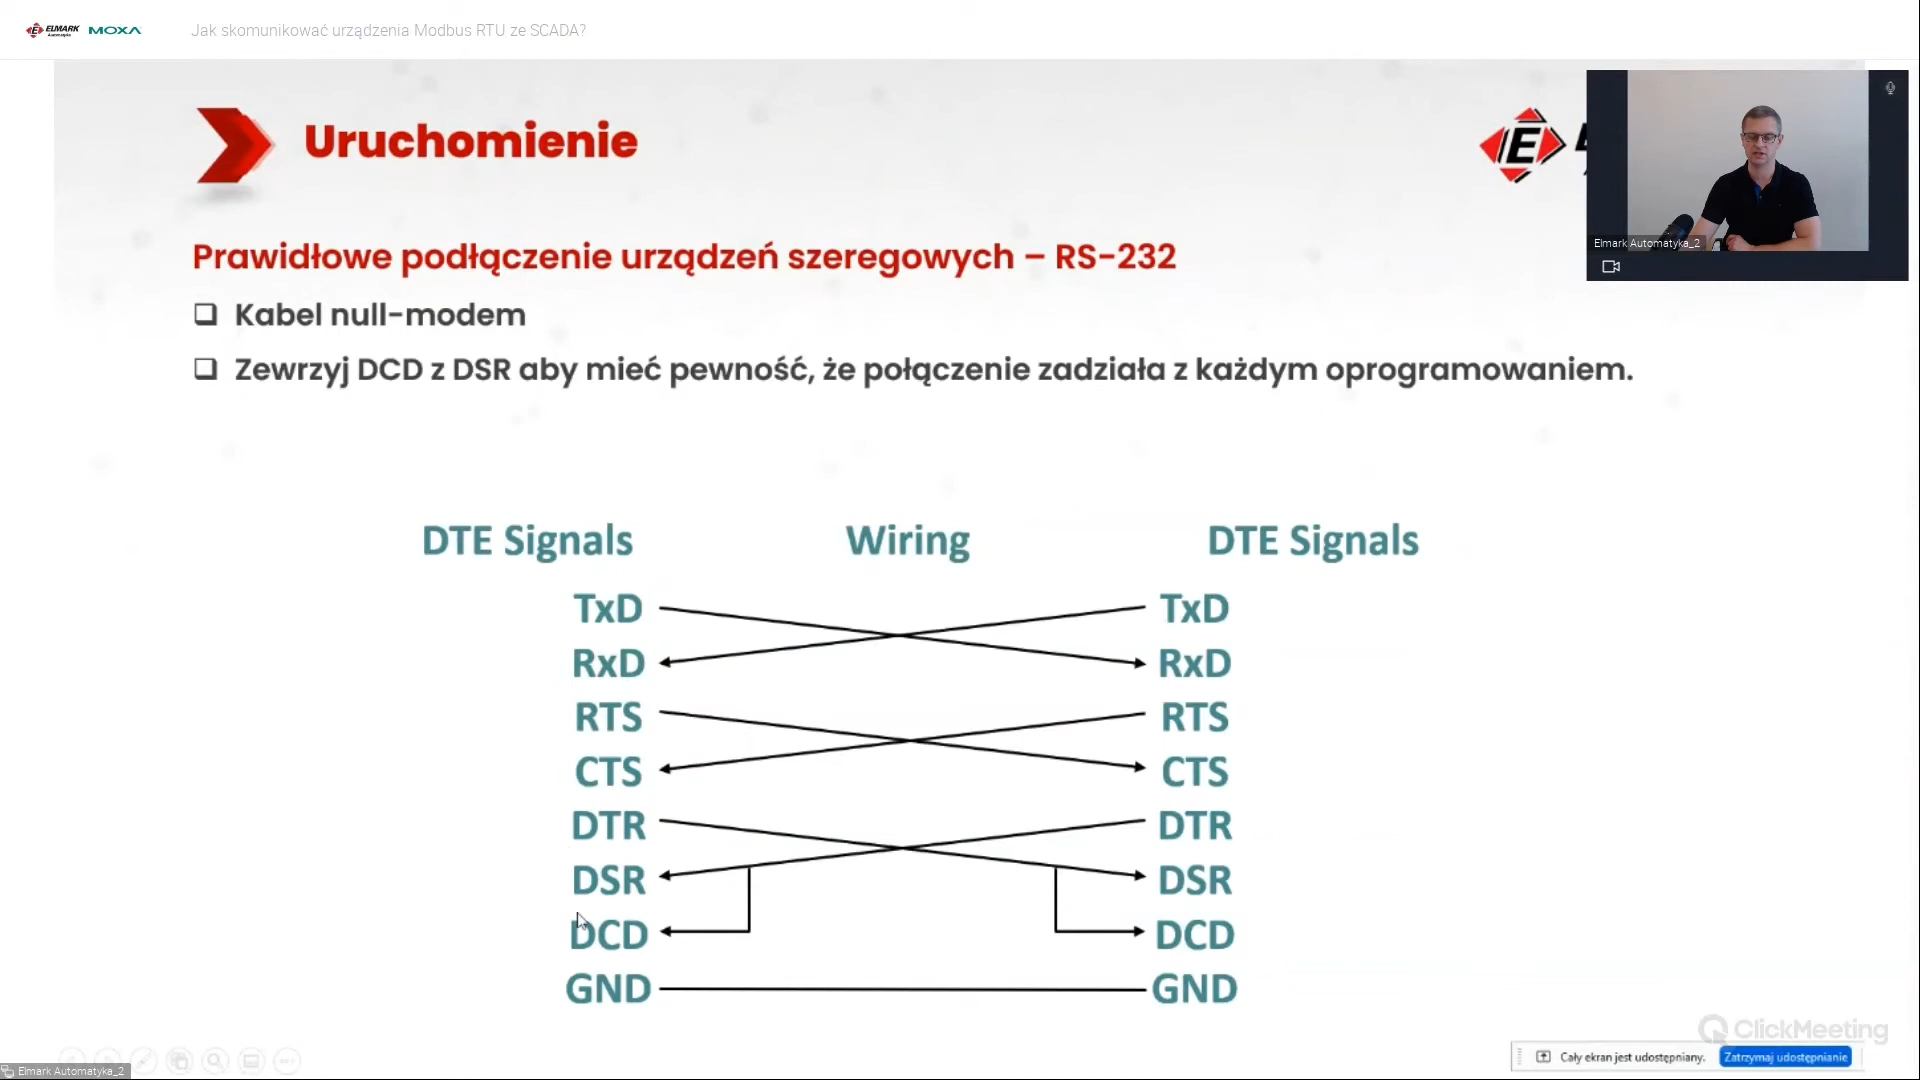 ELMARK Automatyka MOXA Jak skomunikować urządzenia Modbus RTU ze SCADA?
Uruchomienie
E
Elmark Automatyka_2
Prawidłowe podłączenie urządzeń szeregowych – RS-232
Kabel null-modem
Zewrzyj DCD z DSR aby mieć pewność, że połączenie zadziała z każdym oprogramowaniem.
DTE Signals Wiring DTE Signals
TxD TxD
RxD RxD
RTS RTS
CTS CTS
DTR DTR
DSR DSR
DCD DCD
GND GND
ClickMeeting
Cały ekran jest udostępniany. Zatrzymaj udostępnianie
Elmark Automatyka_2